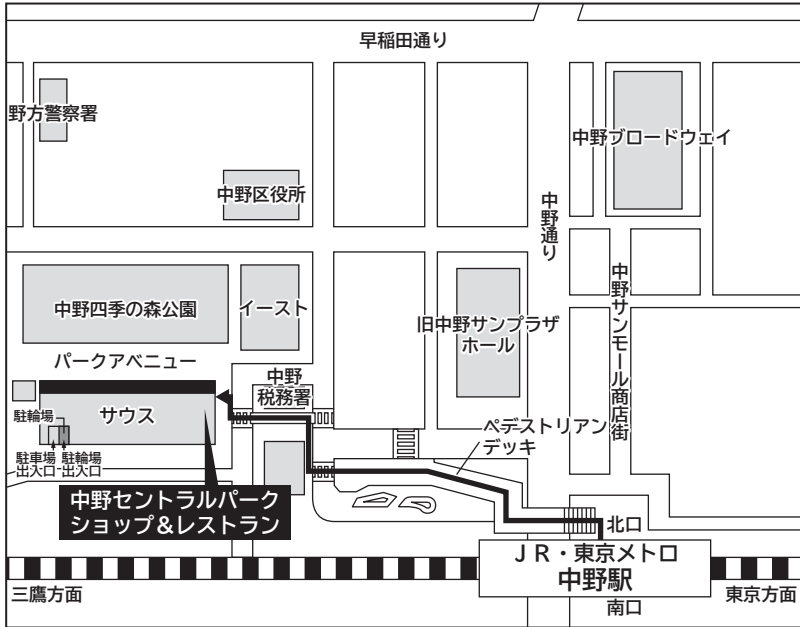 早稲田通り
野方警察署
中野ブロードウェイ
中野区役所
中野通り
中野四季の森公園
イースト
中野サンモール商店街
旧中野サンプラザ
ホール
パークアベニュー
中野
税務署
駐輪場
サウス
ペデストリアン
デッキ
駐車場
出入口
駐輪場
出入口
中野セントラルパーク
ショップ&レストラン
北口
JR・東京メトロ
中野駅
三鷹方面
東京方面
南口